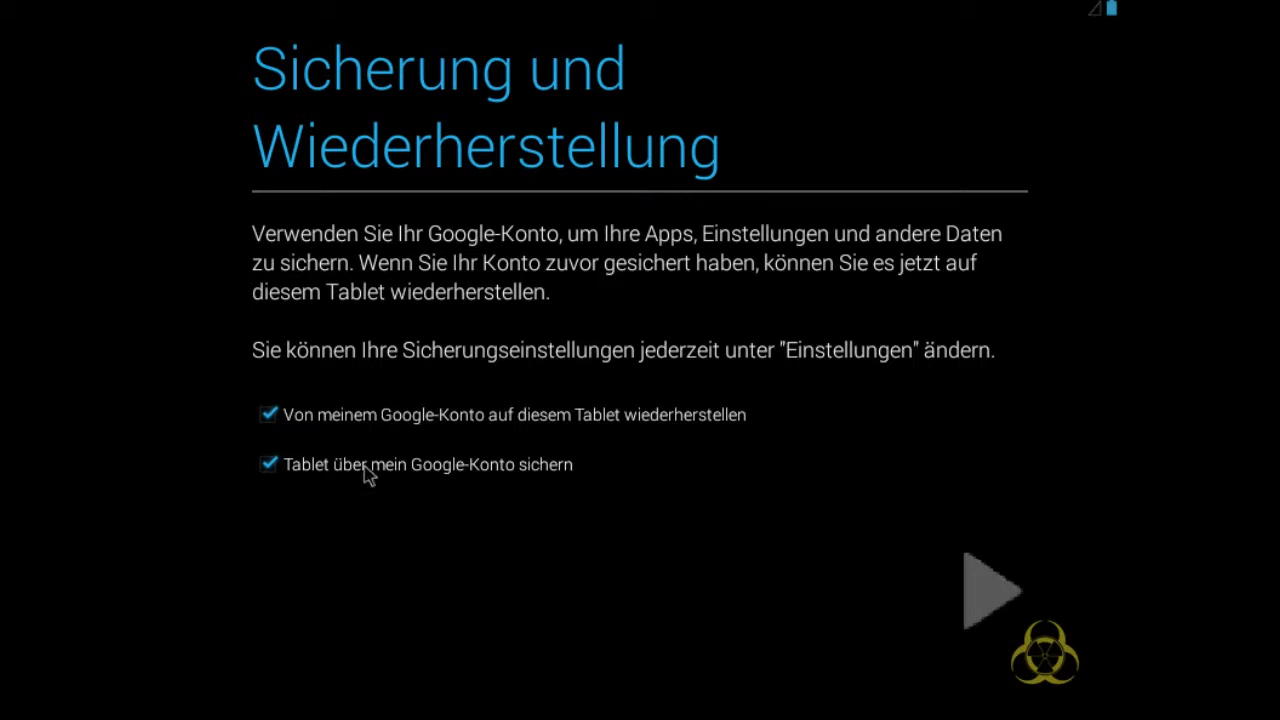 Sicherung und
Wiederherstellung
Verwenden Sie Ihr Google-Konto, um Ihre Apps, Einstellungen und andere Daten
zu sichern. Wenn Sie Ihr Konto zuvor gesichert haben, können Sie es jetzt auf
diesem Tablet wiederherstellen.
Sie können Ihre Sicherungseinstellungen jederzeit unter "Einstellungen" ändern.
Von meinem Google-Konto auf diesem Tablet wiederherstellen
Tablet über mein Google-Konto sichern